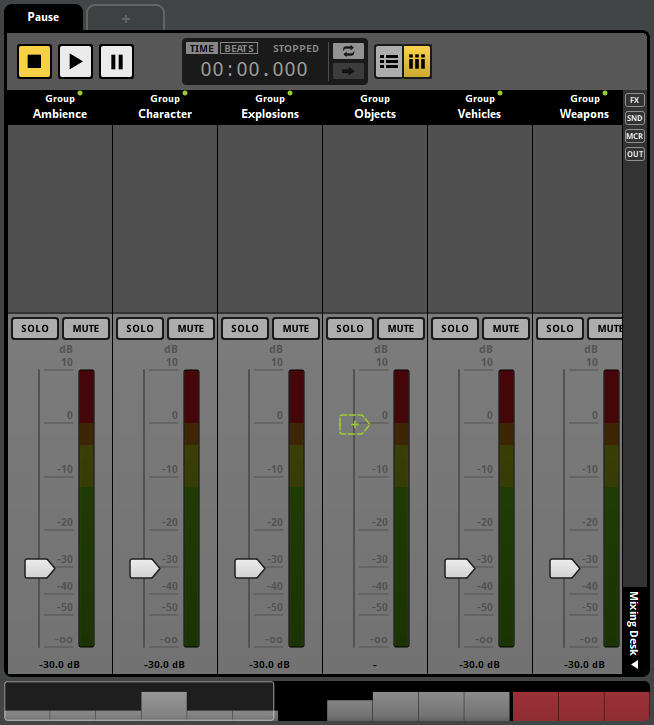 Pause +
TIME BEATS STOPPED
00:00.000
Group Group Group Group Group Group
Ambience Character Explosions Objects Vehicles Weapons
FX
SND
MCR
OUT
SOLO MUTE SOLO MUTE SOLO MUTE SOLO MUTE SOLO MUTE SOLO MUTE
dB dB dB dB dB dB
10 10 10 10 10 10
0 0 0 0 0 0
-10 -10 -10 -10 -10 -10
-20 -20 -20 -20 -20 -20
-30 -30 -30 -30 -30 -30
-40 -40 -40 -40 -40 -40
-50 -50 -50 -50 -50 -50
-oo -oo -oo -oo -oo -oo
-30.0 dB -30.0 dB -30.0 dB - -30.0 dB -30.0 dB
Mixing Desk